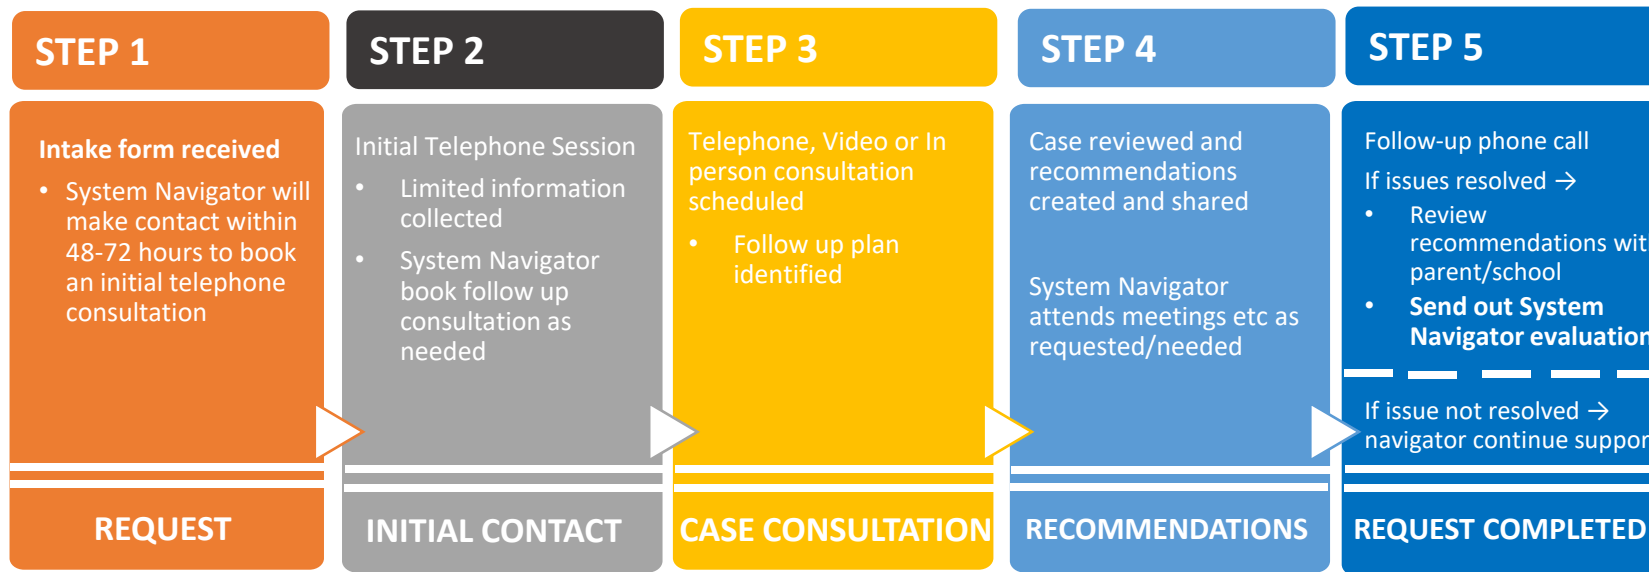 STEP 1
Intake form received
• System Navigator will
make contact within
48-72 hours to book
an initial telephone
consultation
REQUEST
STEP 2
Initial Telephone Session
• Limited information
collected
• System Navigator
book follow up
consultation as
needed
INITIAL CONTACT
STEP 3
Telephone, Video or In
person consultation
scheduled
• Follow up plan
identified
CASE CONSULTATION
STEP 4
Case reviewed and
recommendations
created and shared
System Navigator
attends meetings etc as
requested/needed
RECOMMENDATIONS
STEP 5
Follow-up phone call
If issues resolved →
• Review
recommendations wit
parent/school
• Send out System
Navigator evaluation
If issue not resolved →
navigator continue suppor
REQUEST COMPLETED